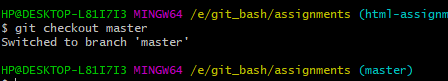 HP@DESKTOP-L81I7I3 MINGW64 /e/git_bash/assignments (html-assignm
$ git checkout master
Switched to branch 'master'
HP@DESKTOP-L81I7I3 MINGW64 /e/git_bash/assignments (master)